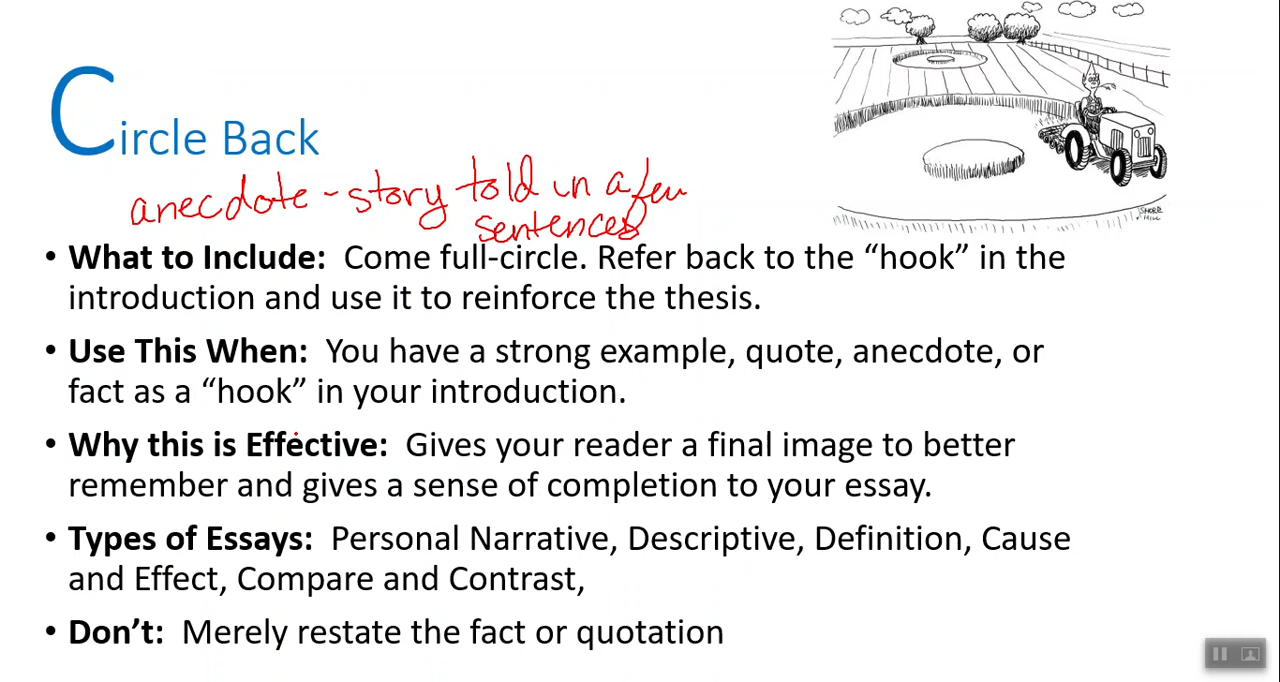 Circle Back
anecdote - story told in a few
sentences
• What to Include: Come full-circle. Refer back to the “hook” in the
introduction and use it to reinforce the thesis.
• Use This When: You have a strong example, quote, anecdote, or
fact as a “hook” in your introduction.
• Why this is Effective: Gives your reader a final image to better
remember and gives a sense of completion to your essay.
• Types of Essays: Personal Narrative, Descriptive, Definition, Cause
and Effect, Compare and Contrast,
• Don’t: Merely restate the fact or quotation